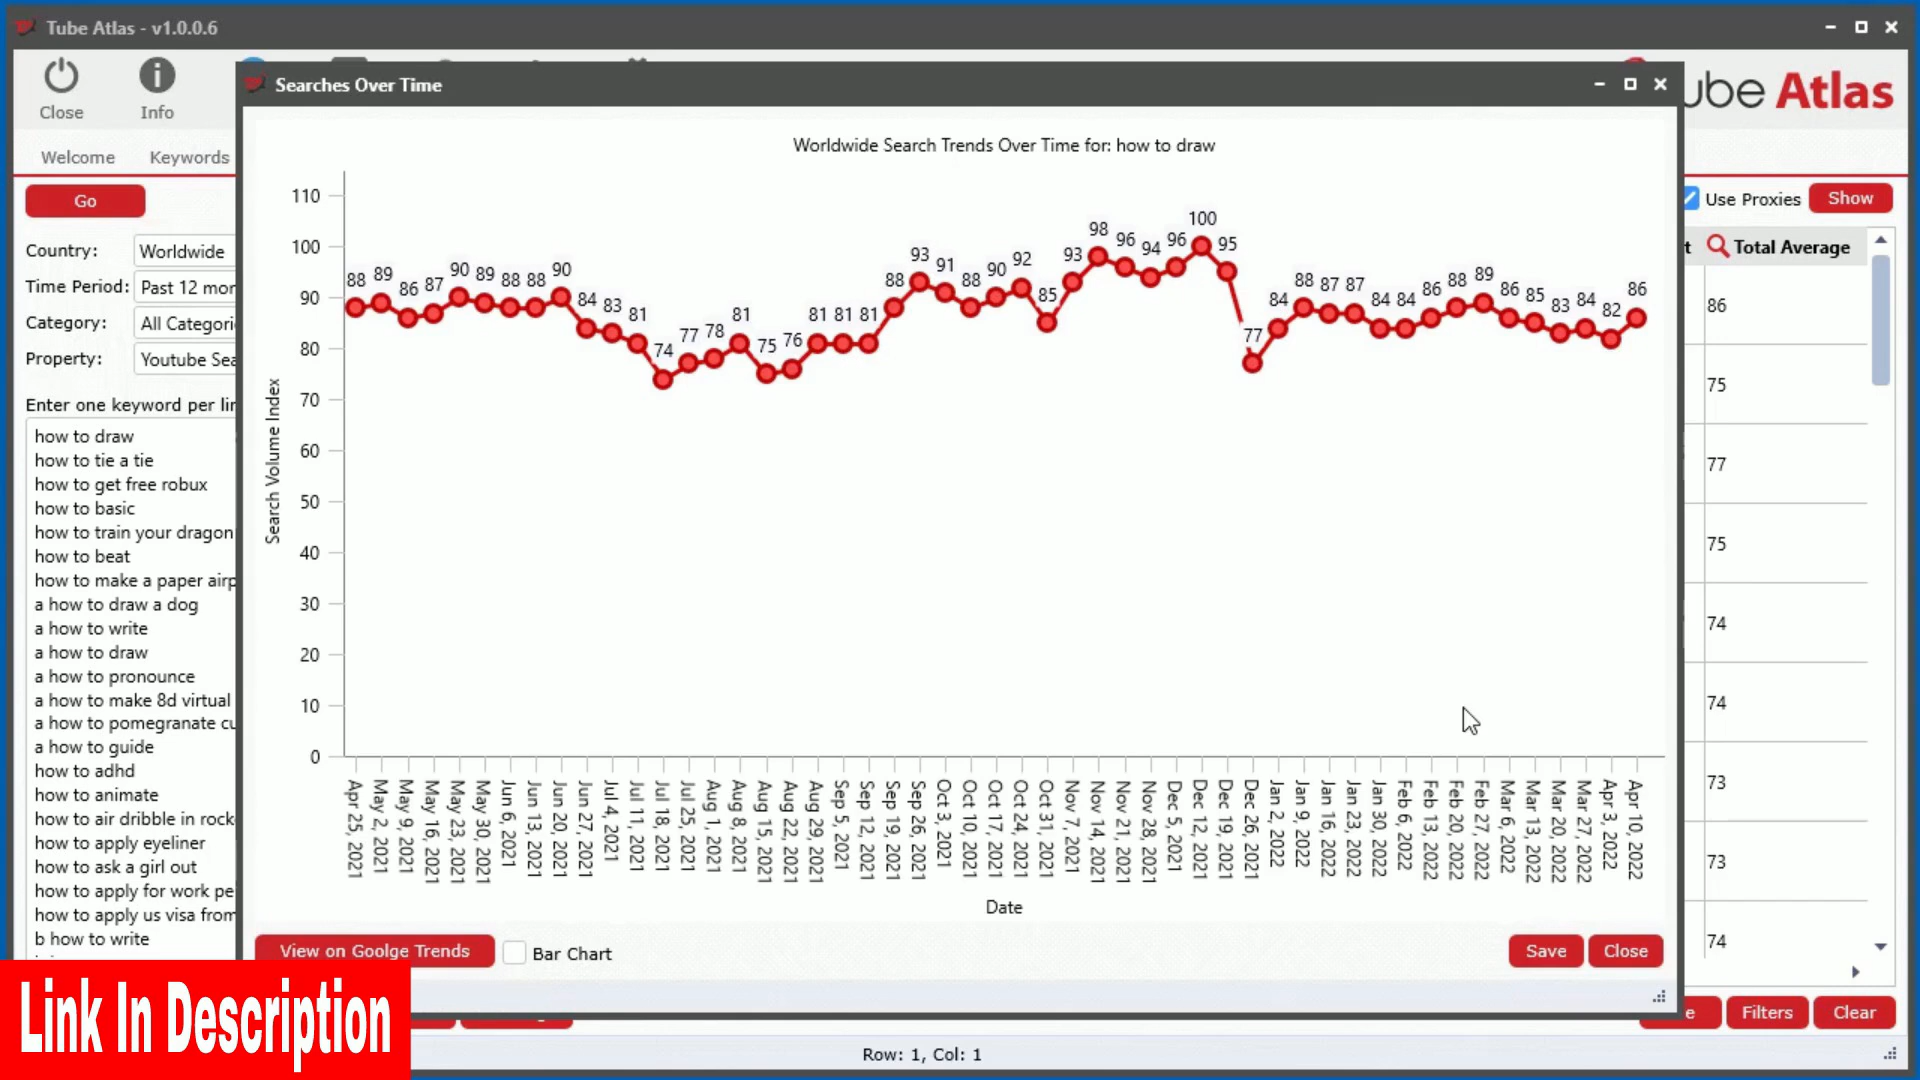 Tube Atlas - v1.0.0.6
Close
Info
ube Atlas
Welcome
Keywords
Go
Country:
Worldwide
Time Period:
Past 12 mon
Category:
All Categori
Property:
Youtube Sea
Enter one keyword per lin
how to draw
how to tie a tie
how to get free robux
how to basic
how to train your dragon
how to beat
how to make a paper airp
a how to draw a dog
a how to write
a how to draw
a how to pronounce
a how to make 8d virtual
a how to pomegranate cu
a how to guide
how to adhd
how to animate
how to air dribble in rock
how to apply eyeliner
how to ask a girl out
how to apply for work pe
how to apply us visa from
b how to write
Searches Over Time
Worldwide Search Trends Over Time for: how to draw
Search Volume Index
110
100
90
80
70
60
50
40
30
20
10
0
88 89 86 87 90 89 88 88 90 84 83 81 74 77 78 81 75 76 81 81 81 88 93 91 88 90 92 85 93 98 96 94 96 100 95 77 84 88 87 87 84 84 86 88 89 86 85 83 84 82 86
Apr 25, 2021
May 2, 2021
May 9, 2021
May 16, 2021
May 23, 2021
May 30, 2021
Jun 6, 2021
Jun 13, 2021
Jun 20, 2021
Jun 27, 2021
Jul 4, 2021
Jul 11, 2021
Jul 18, 2021
Jul 25, 2021
Aug 1, 2021
Aug 8, 2021
Aug 15, 2021
Aug 22, 2021
Aug 29, 2021
Sep 5, 2021
Sep 12, 2021
Sep 19, 2021
Sep 26, 2021
Oct 3, 2021
Oct 10, 2021
Oct 17, 2021
Oct 24, 2021
Oct 31, 2021
Nov 7, 2021
Nov 14, 2021
Nov 21, 2021
Nov 28, 2021
Dec 5, 2021
Dec 12, 2021
Dec 19, 2021
Dec 26, 2021
Jan 2, 2022
Jan 9, 2022
Jan 16, 2022
Jan 23, 2022
Jan 30, 2022
Feb 6, 2022
Feb 13, 2022
Feb 20, 2022
Feb 27, 2022
Mar 6, 2022
Mar 13, 2022
Mar 20, 2022
Mar 27, 2022
Apr 3, 2022
Apr 10, 2022
Date
View on Goolge Trends
Bar Chart
Save
Close
Use Proxies
Show
t
Total Average
86
75
77
75
74
74
73
73
74
e
Filters
Clear
Link In Description
Row: 1, Col: 1